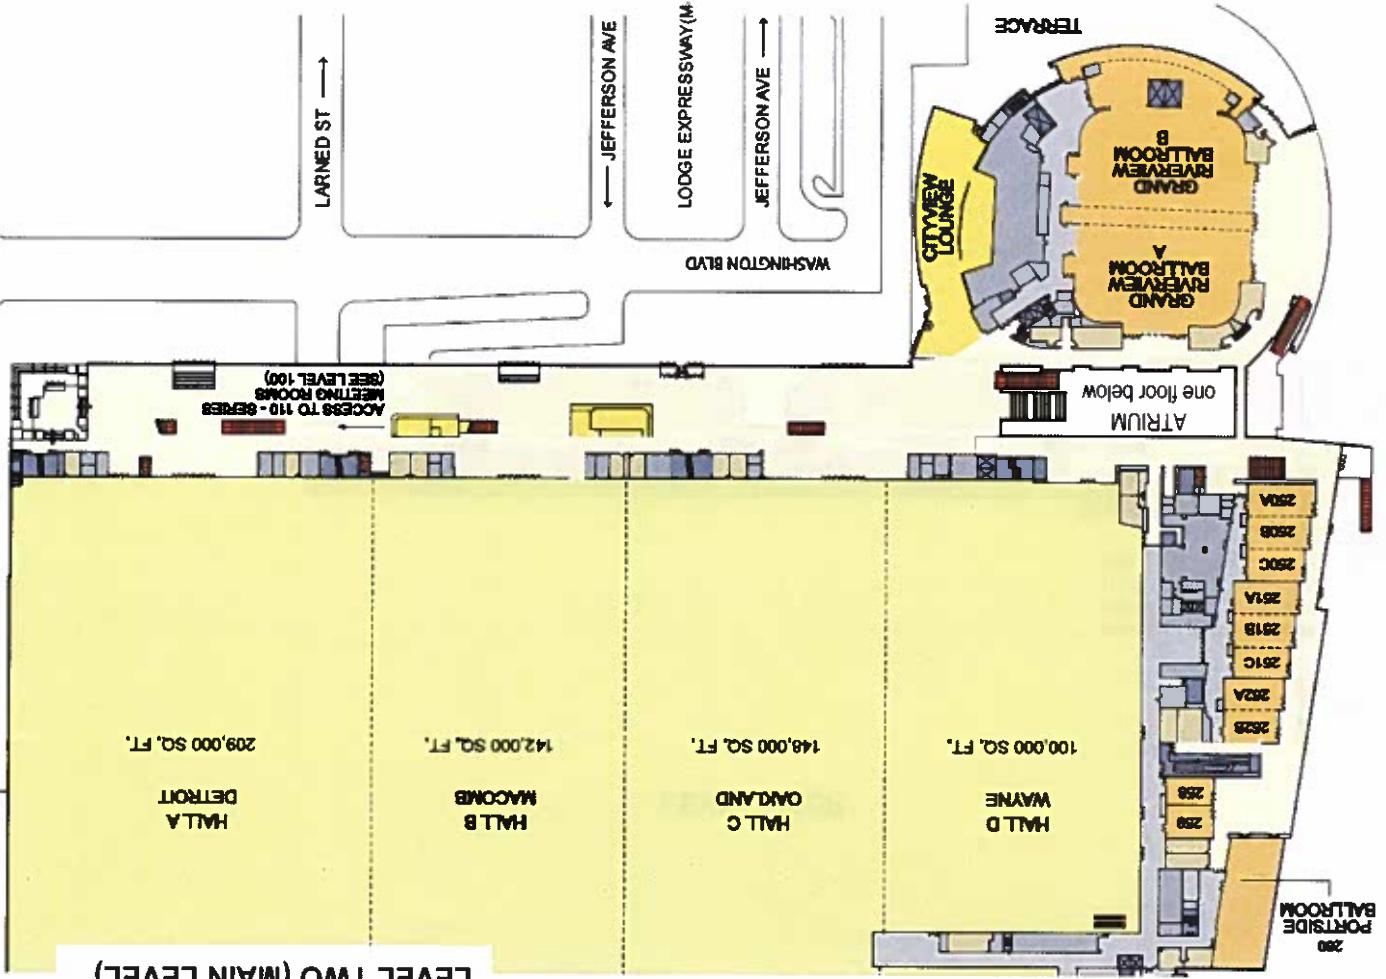 LEVEL TWO (MAIN LEVEL)
260
PORTSIDE
BALLROOM
HALL D
WAYNE
100,000 SQ. FT.
HALL C
OAKLAND
148,000 SQ. FT.
HALL B
MACOMB
142,000 SQ. FT.
HALL A
DETROIT
209,000 SQ. FT.
259
258
252B
252A
251C
251B
251A
250C
250B
250A
ATRIUM
one floor below
ACCESS TO 110 - SERIES
MEETING ROOMS
(SEE LEVEL 100)
GRAND
RIVERVIEW
BALLROOM
A
GRAND
RIVERVIEW
BALLROOM
B
CITYVIEW
LOUNGE
TERRACE
WASHINGTON BLVD
LARNED ST
JEFFERSON AVE
LODGE EXPRESSWAY (M-
JEFFERSON AVE